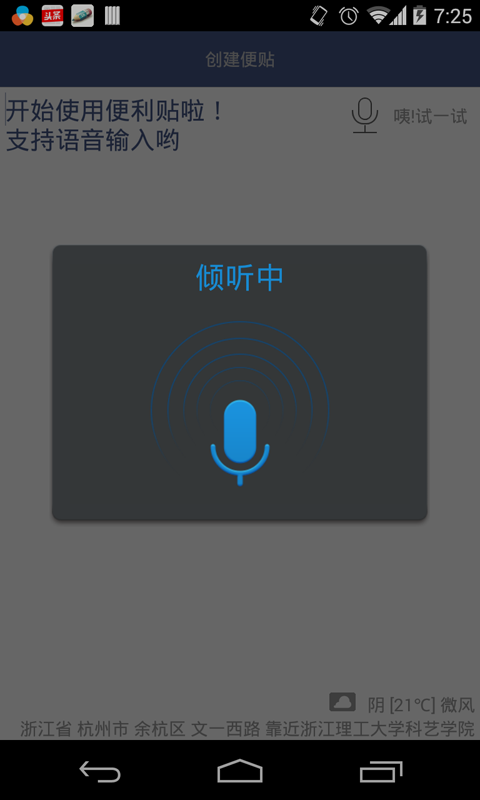 头条
7:25
创建便贴
开始使用便利贴啦！
支持语音输入哟
咦!试一试
倾听中
阴 [21℃] 微风
浙江省 杭州市 余杭区 文一西路 靠近浙江理工大学科艺学院